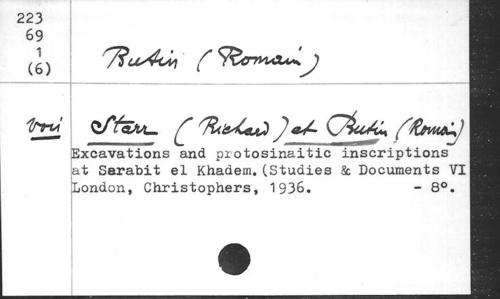 223
69
1
(6)
Butin (Romain)
voir Starr (Richard) et Butin (Romain)
Excavations and protosinaitic inscriptions
at Serabit el Khadem.(Studies & Documents VI
London, Christophers, 1936. - 8º.